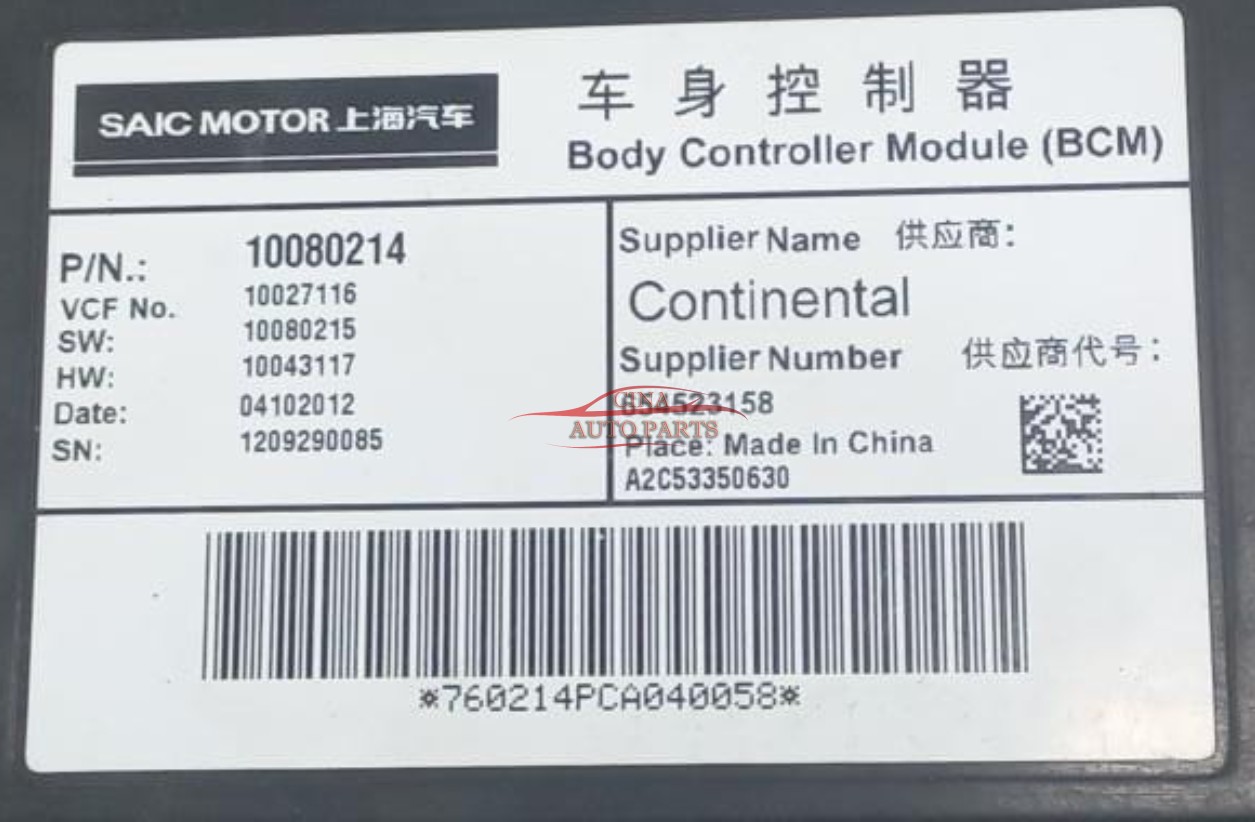 SAIC MOTOR 上海汽车
车身控制器
Body Controller Module (BCM)
P/N.: 10080214
VCF No. 10027116
SW: 10080215
HW: 10043117
Date: 04102012
SN: 1209290085
Supplier Name 供应商:
Continental
Supplier Number 供应商代号:
654523158
AUTO PARTS
Place: Made In China
A2C53350630
*760214PCA040058*